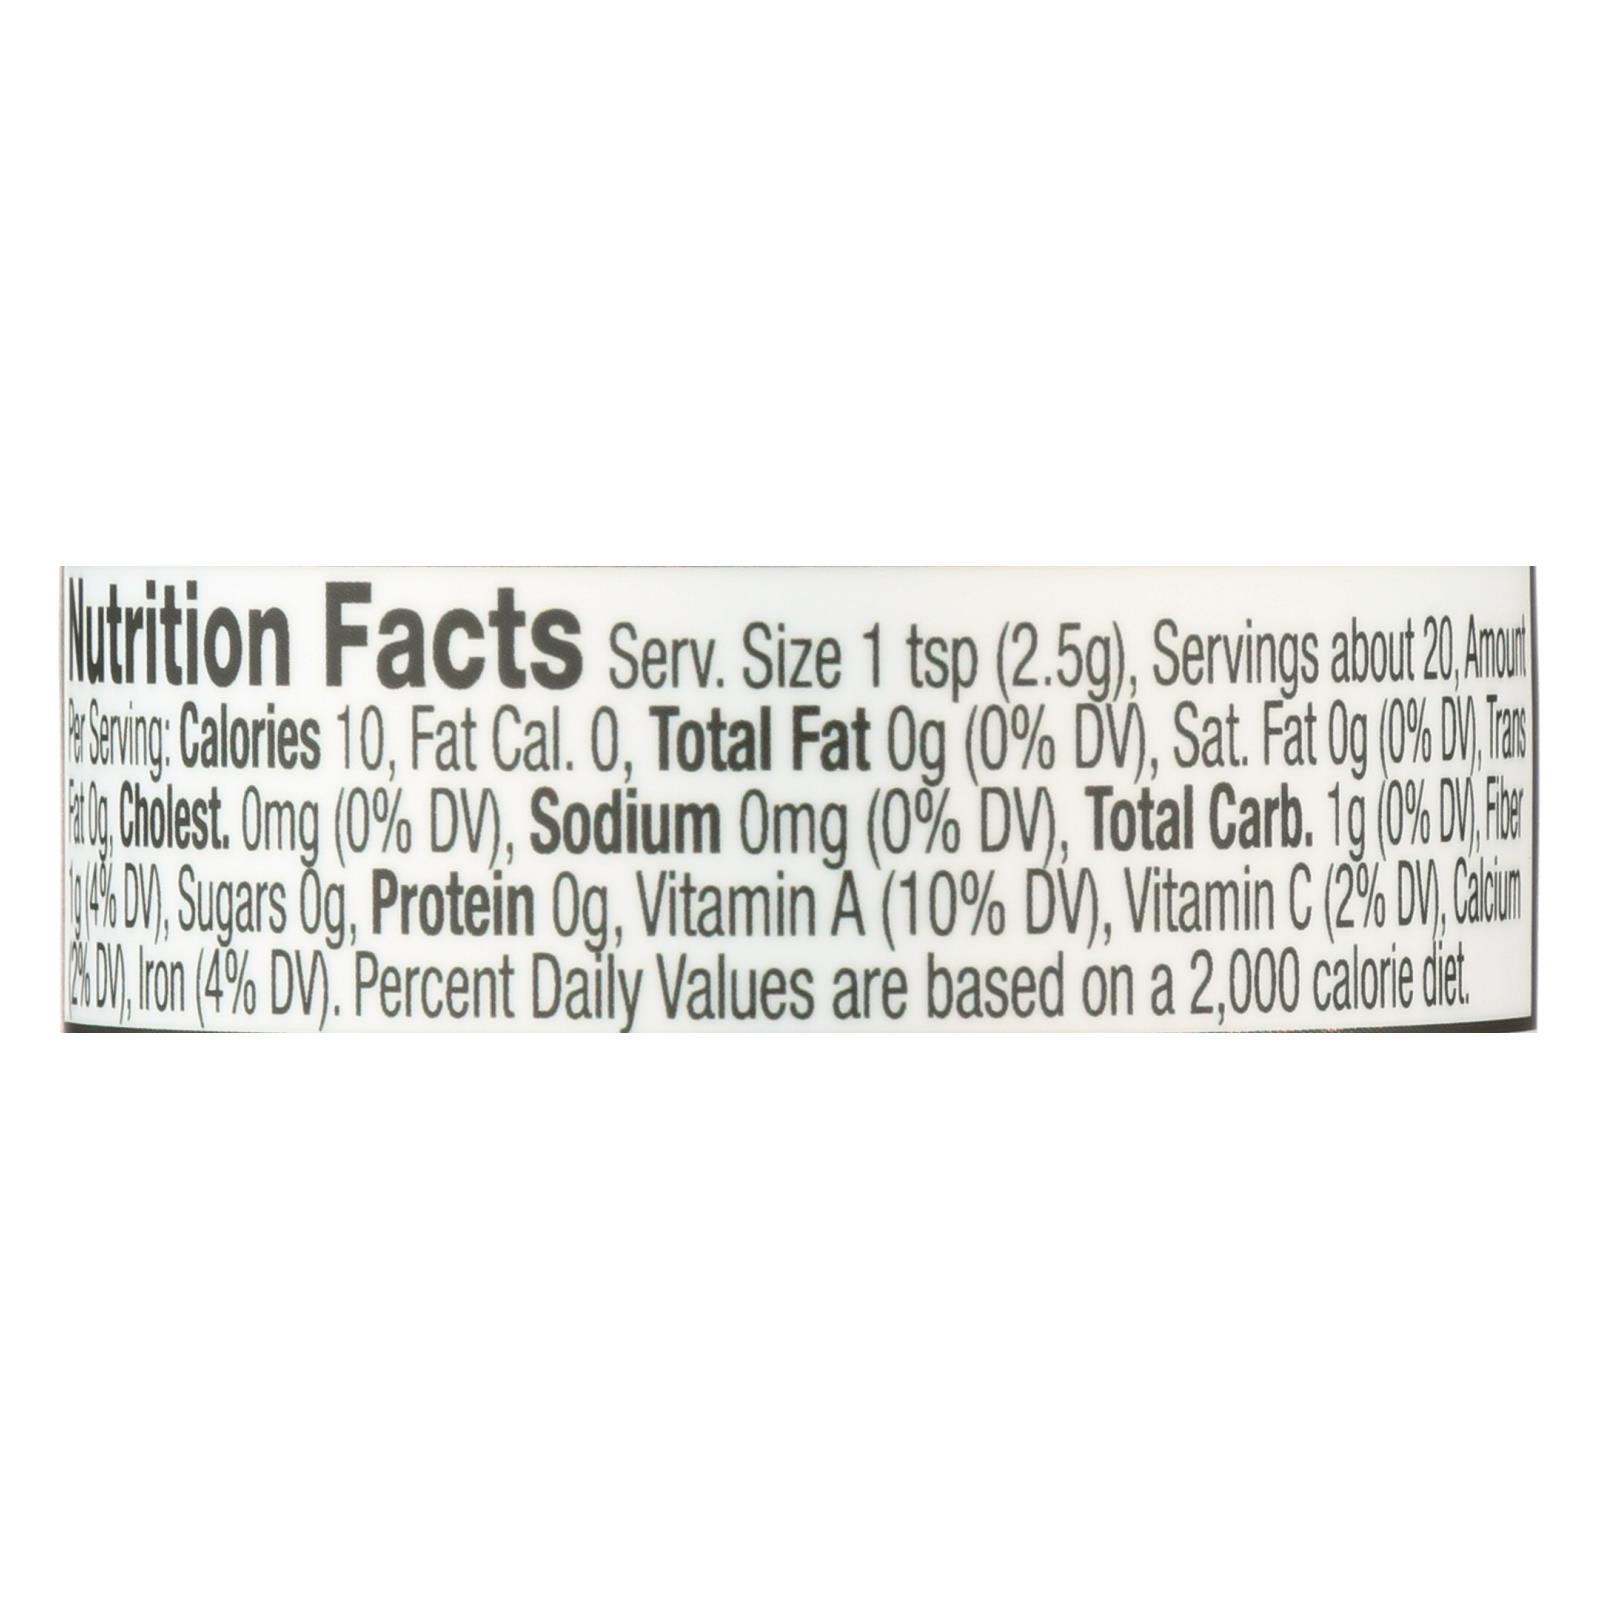 Nutrition Facts Serv. Size 1 tsp (2.5g), Servings about 20, Amount
Per Serving: Calories 10, Fat Cal. 0, Total Fat 0g (0% DV), Sat. Fat 0g (0% DV), Trans
Fat 0g, Cholest. 0mg (0% DV), Sodium 0mg (0% DV), Total Carb. 1g (0% DV), Fiber
1g (4% DV), Sugars 0g, Protein 0g, Vitamin A (10% DV), Vitamin C (2% DV), Calcium
(2% DV), Iron (4% DV). Percent Daily Values are based on a 2,000 calorie diet.